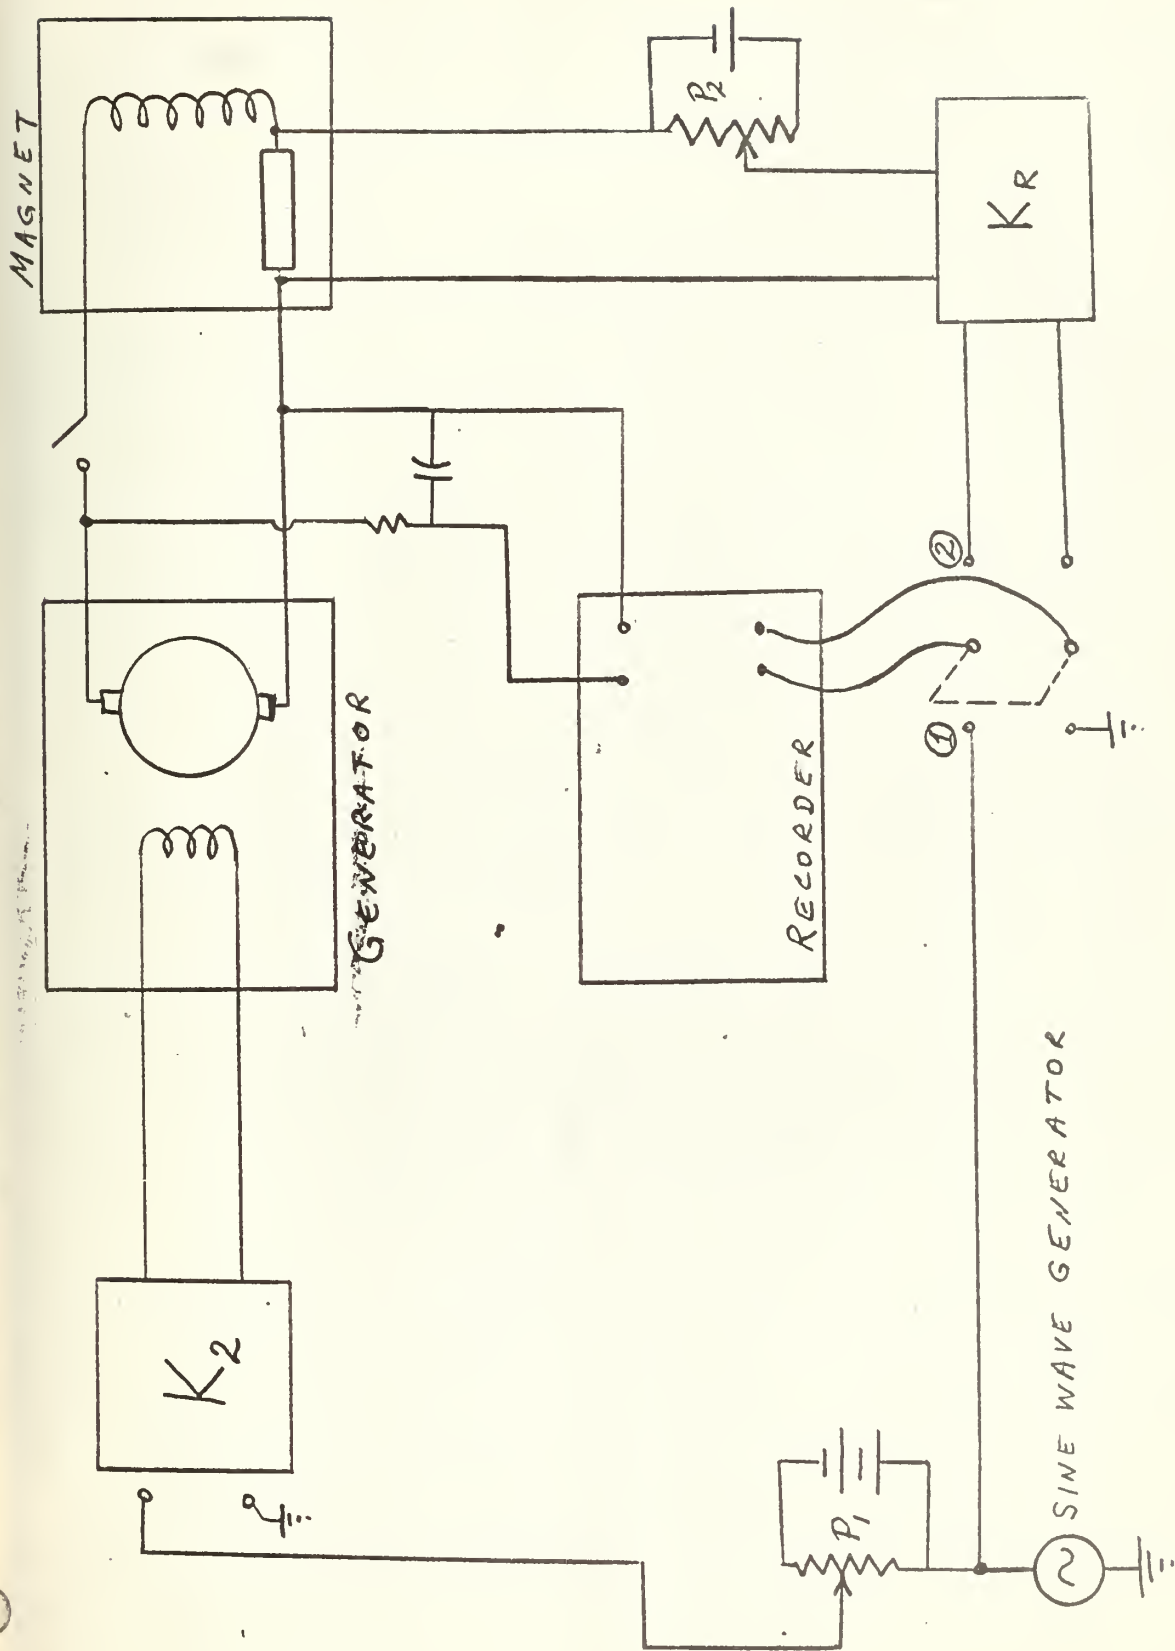 MAGNET
P2
KR
GENERATOR
②
①
RECORDER
K2
P1
SINE WAVE GENERATOR